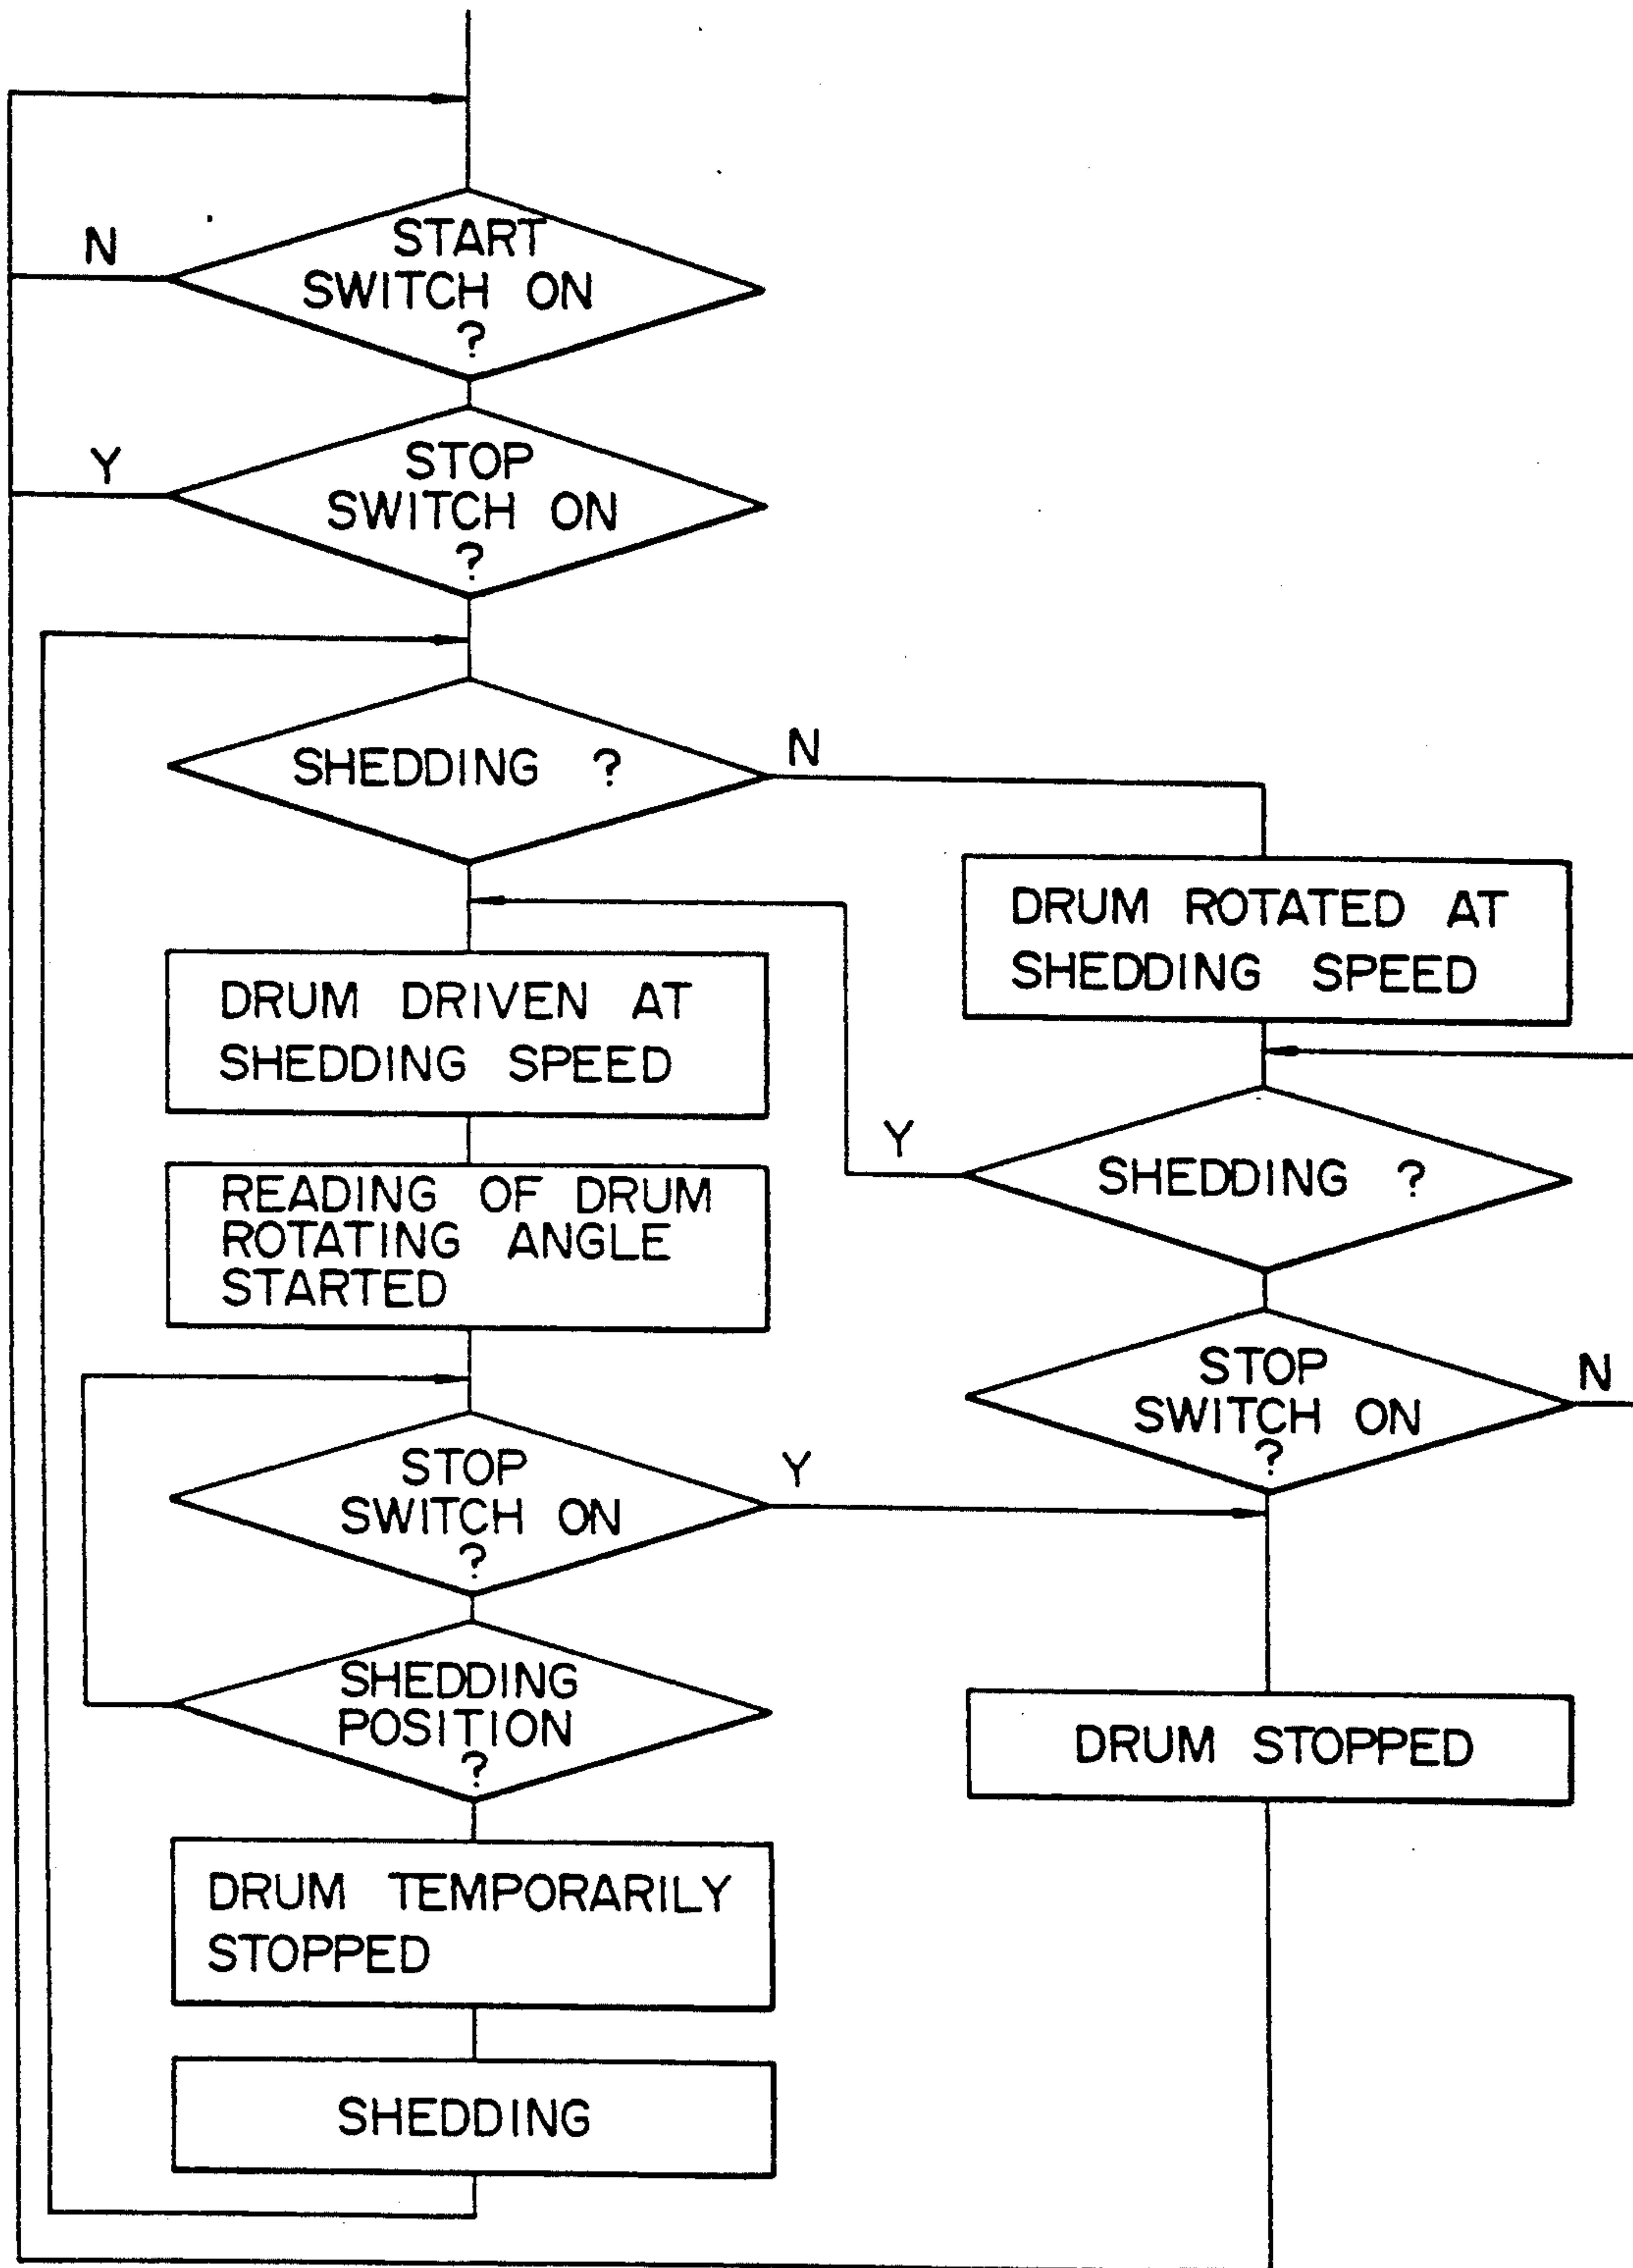 N
START
SWITCH ON
?
Y
STOP
SWITCH ON
?
SHEDDING ?
N
DRUM ROTATED AT
SHEDDING SPEED
DRUM DRIVEN AT
SHEDDING SPEED
Y
SHEDDING ?
READING OF DRUM
ROTATING ANGLE
STARTED
STOP
SWITCH ON
?
N
STOP
SWITCH ON
?
Y
SHEDDING
POSITION
?
DRUM STOPPED
DRUM TEMPORARILY
STOPPED
SHEDDING